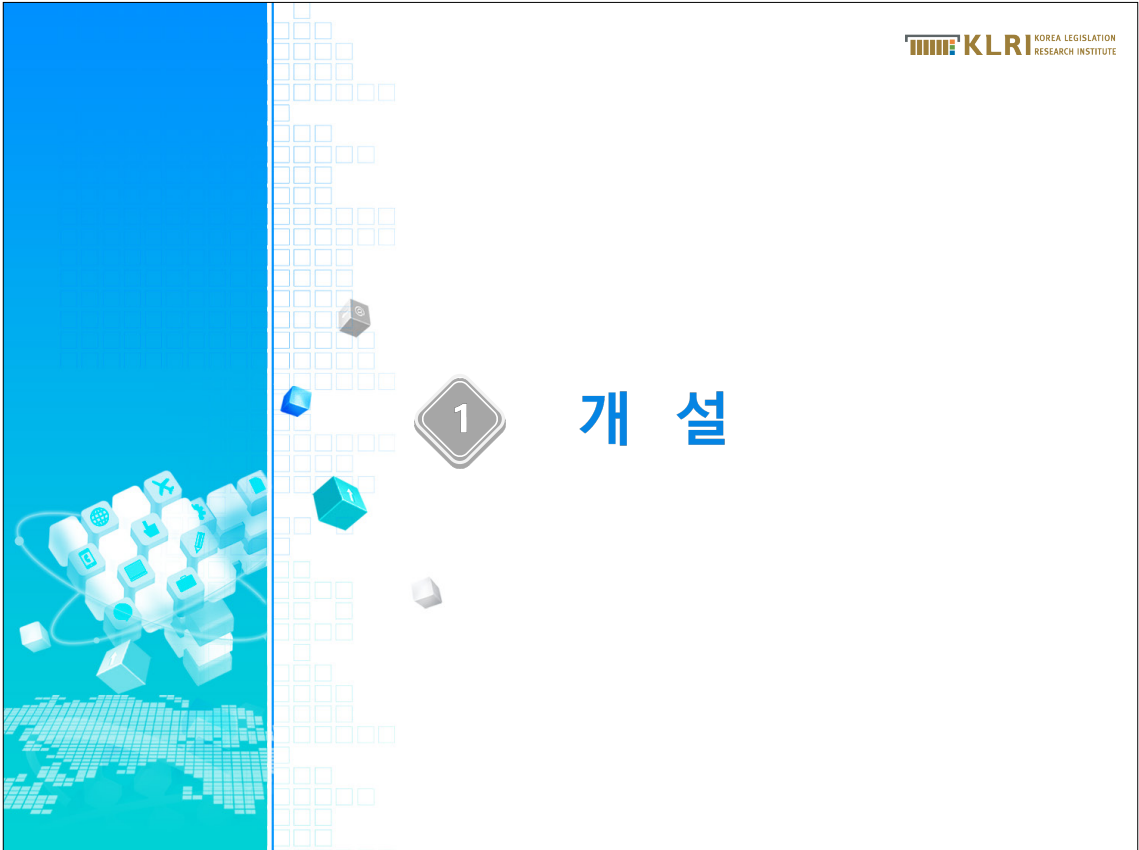 KLRI KOREA LEGISLATION
RESEARCH INSTITUTE
1 개 설